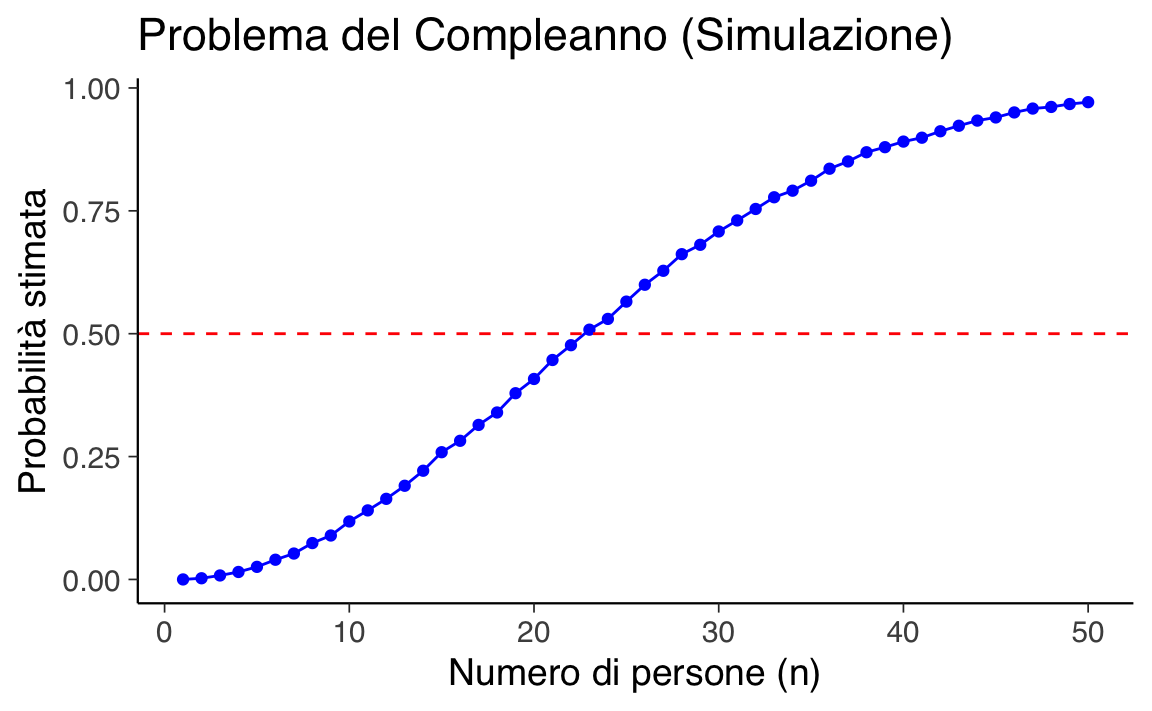 Problema del Compleanno (Simulazione)
Probabilità stimata
1.00
0.75
0.50
0.25
0.00
0 10 20 30 40 50
Numero di persone (n)